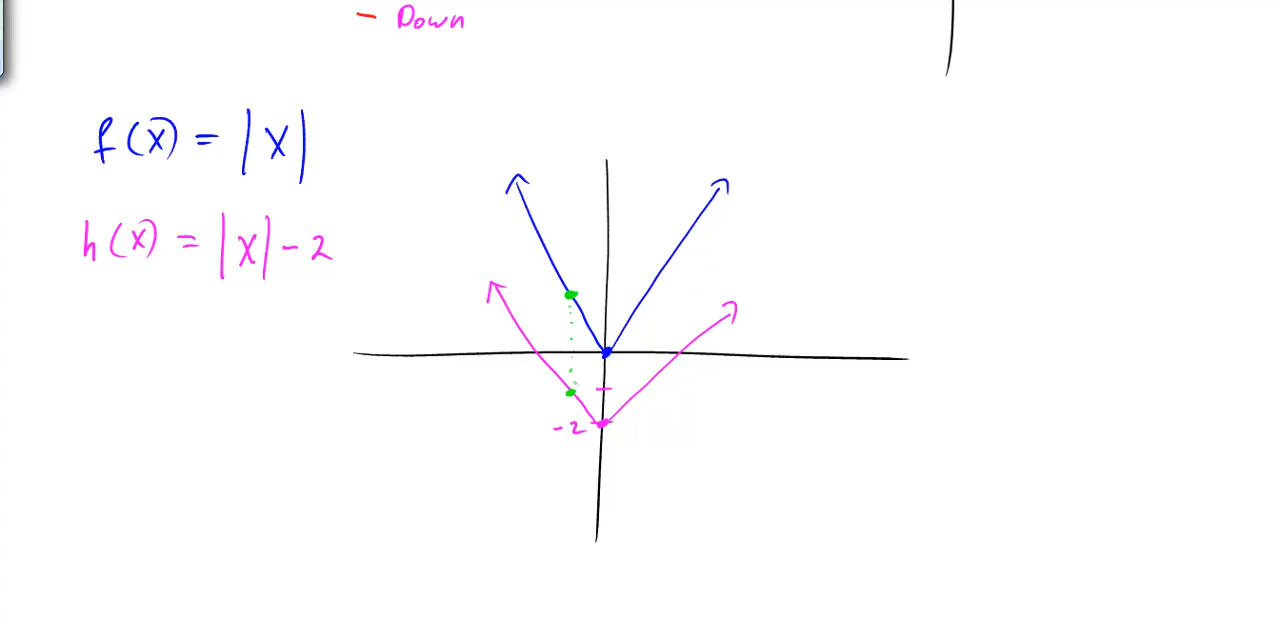 - Down
f(x) = |x|
h(x) = |x| - 2
-2